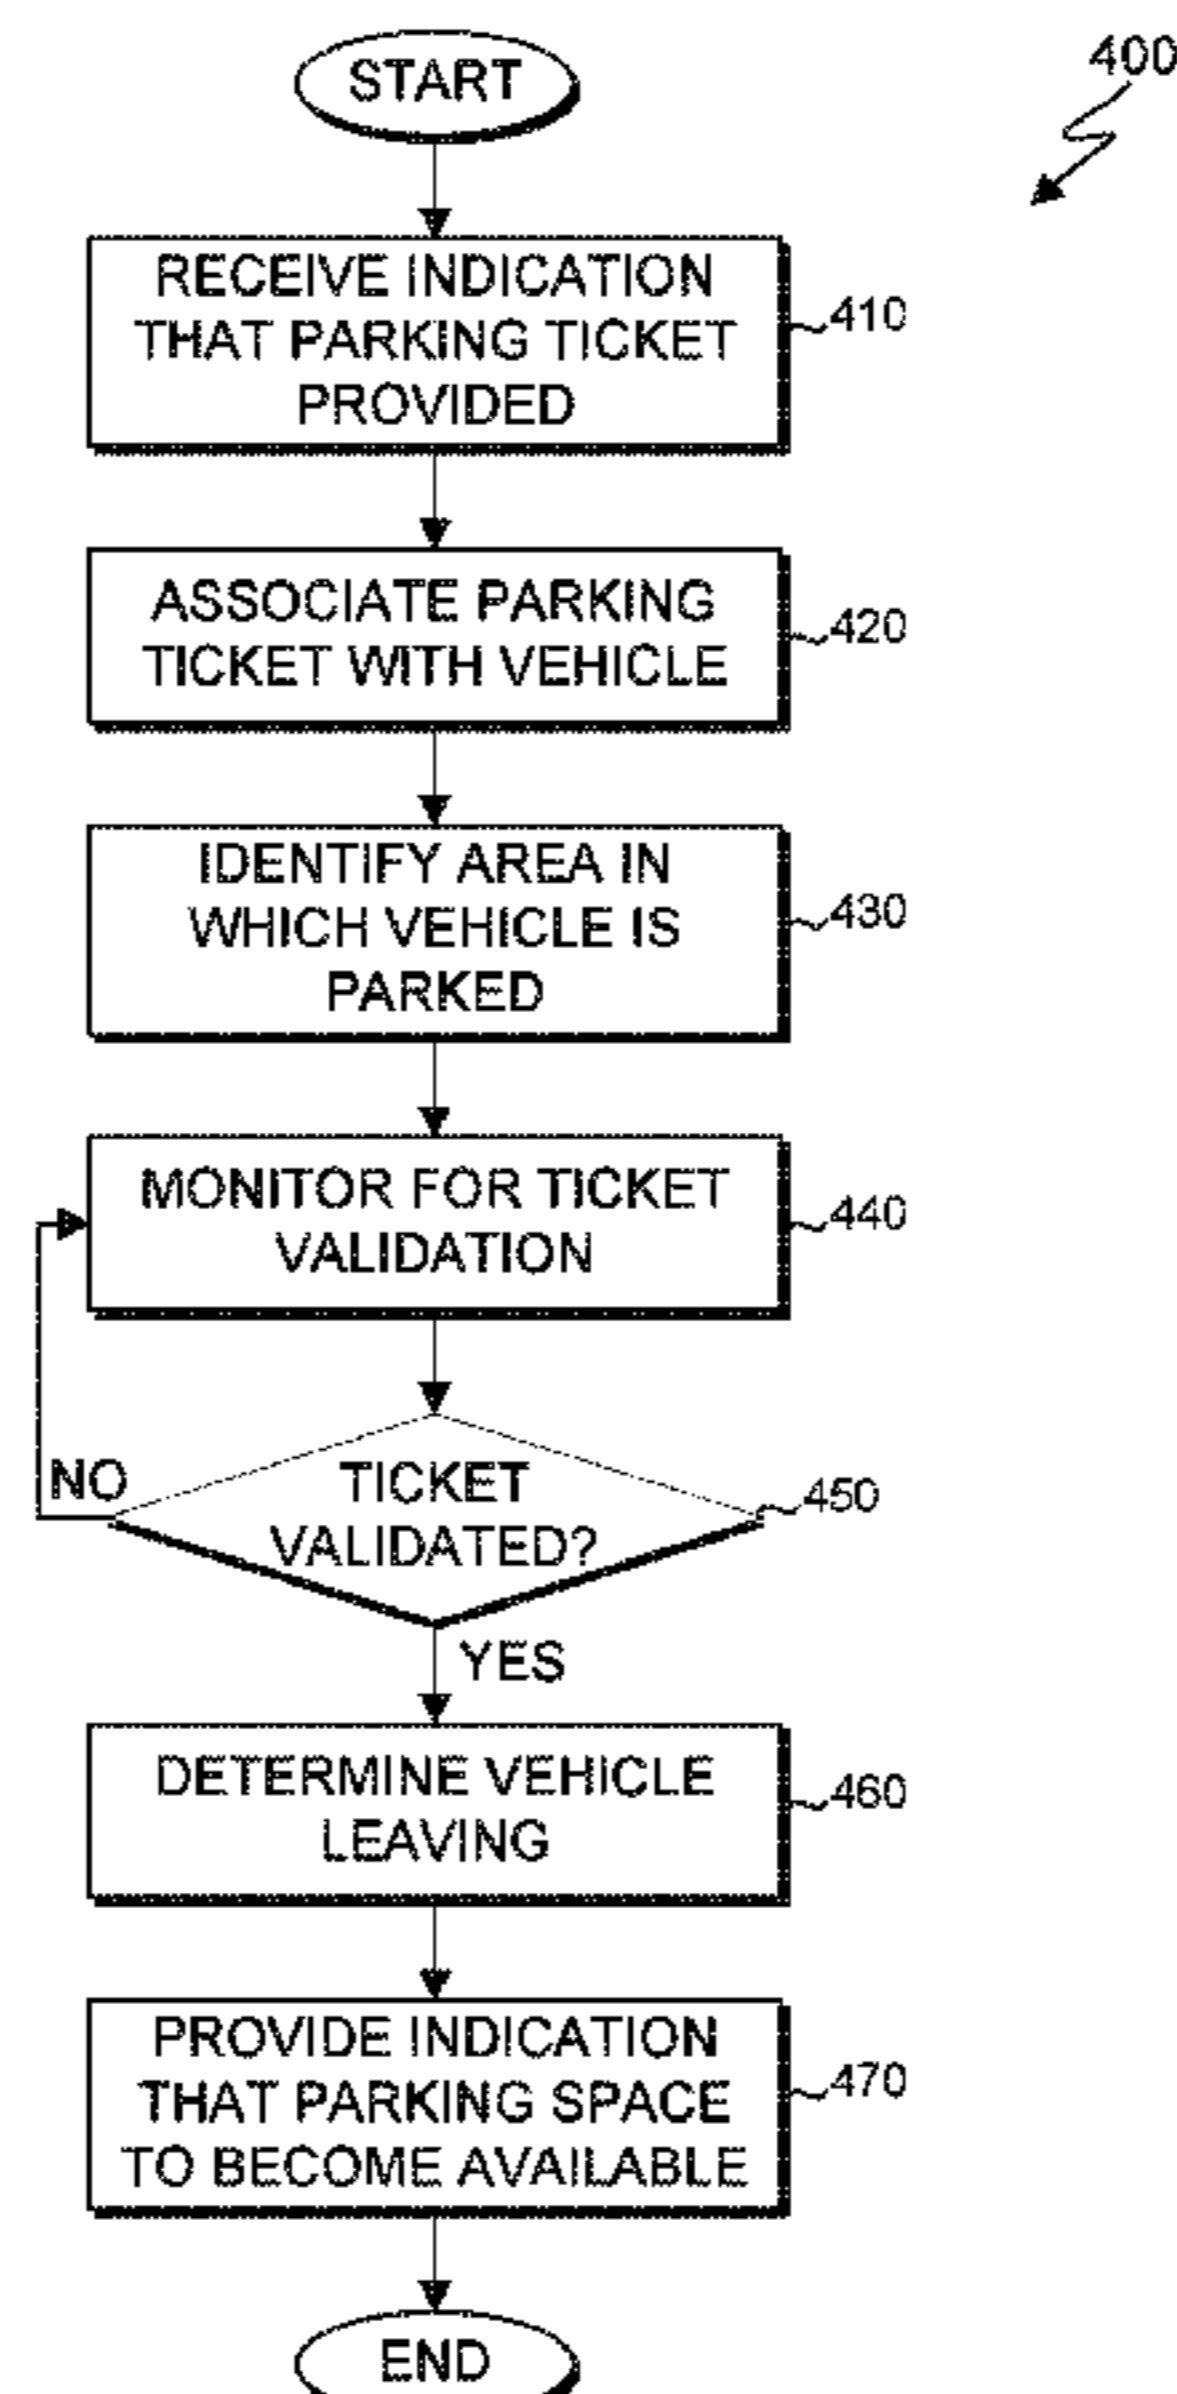 START
400
RECEIVE INDICATION
THAT PARKING TICKET
PROVIDED
410
ASSOCIATE PARKING
TICKET WITH VEHICLE
420
IDENTIFY AREA IN
WHICH VEHICLE IS
PARKED
430
MONITOR FOR TICKET
VALIDATION
440
NO
TICKET
VALIDATED?
450
YES
DETERMINE VEHICLE
LEAVING
460
PROVIDE INDICATION
THAT PARKING SPACE
TO BECOME AVAILABLE
470
END